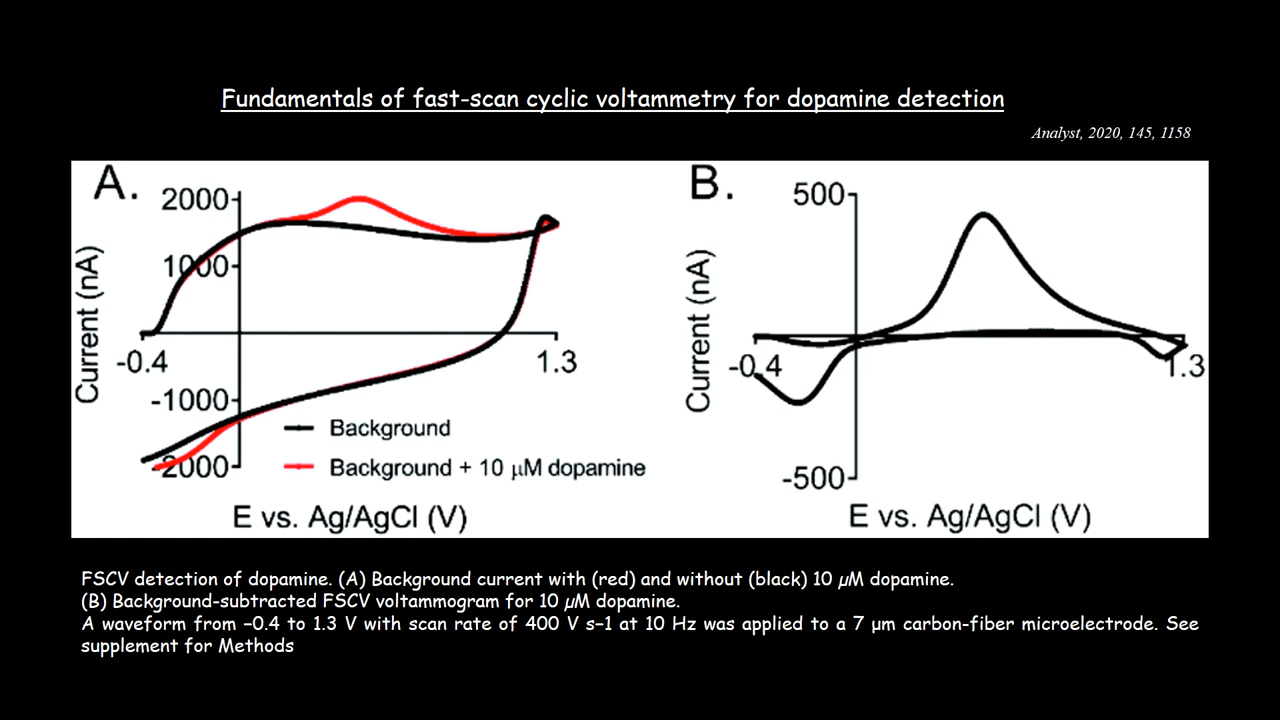 Fundamentals of fast-scan cyclic voltammetry for dopamine detection
Analyst, 2020, 145, 1158
A.
2000
1000
-0.4
1.3
-1000
-2000
Current (nA)
Background
Background + 10 µM dopamine
E vs. Ag/AgCl (V)
B.
500
-0.4
1.3
-500
Current (nA)
E vs. Ag/AgCl (V)
FSCV detection of dopamine. (A) Background current with (red) and without (black) 10 µM dopamine.
(B) Background-subtracted FSCV voltammogram for 10 µM dopamine.
A waveform from −0.4 to 1.3 V with scan rate of 400 V s−1 at 10 Hz was applied to a 7 µm carbon-fiber microelectrode. See
supplement for Methods